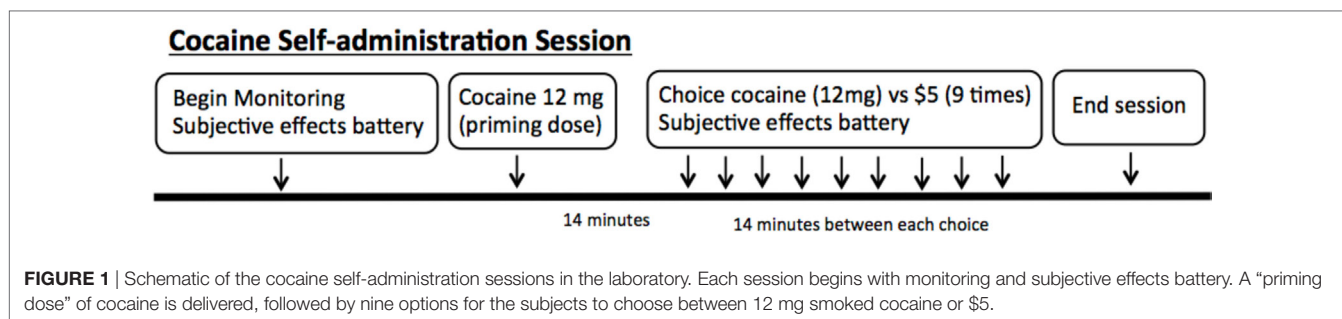 Cocaine Self-administration Session
Begin Monitoring
Subjective effects battery
Cocaine 12 mg
(priming dose)
Choice cocaine (12mg) vs $5 (9 times)
Subjective effects battery
End session
14 minutes
14 minutes between each choice
FIGURE 1 | Schematic of the cocaine self-administration sessions in the laboratory. Each session begins with monitoring and subjective effects battery. A “priming
dose” of cocaine is delivered, followed by nine options for the subjects to choose between 12 mg smoked cocaine or $5.